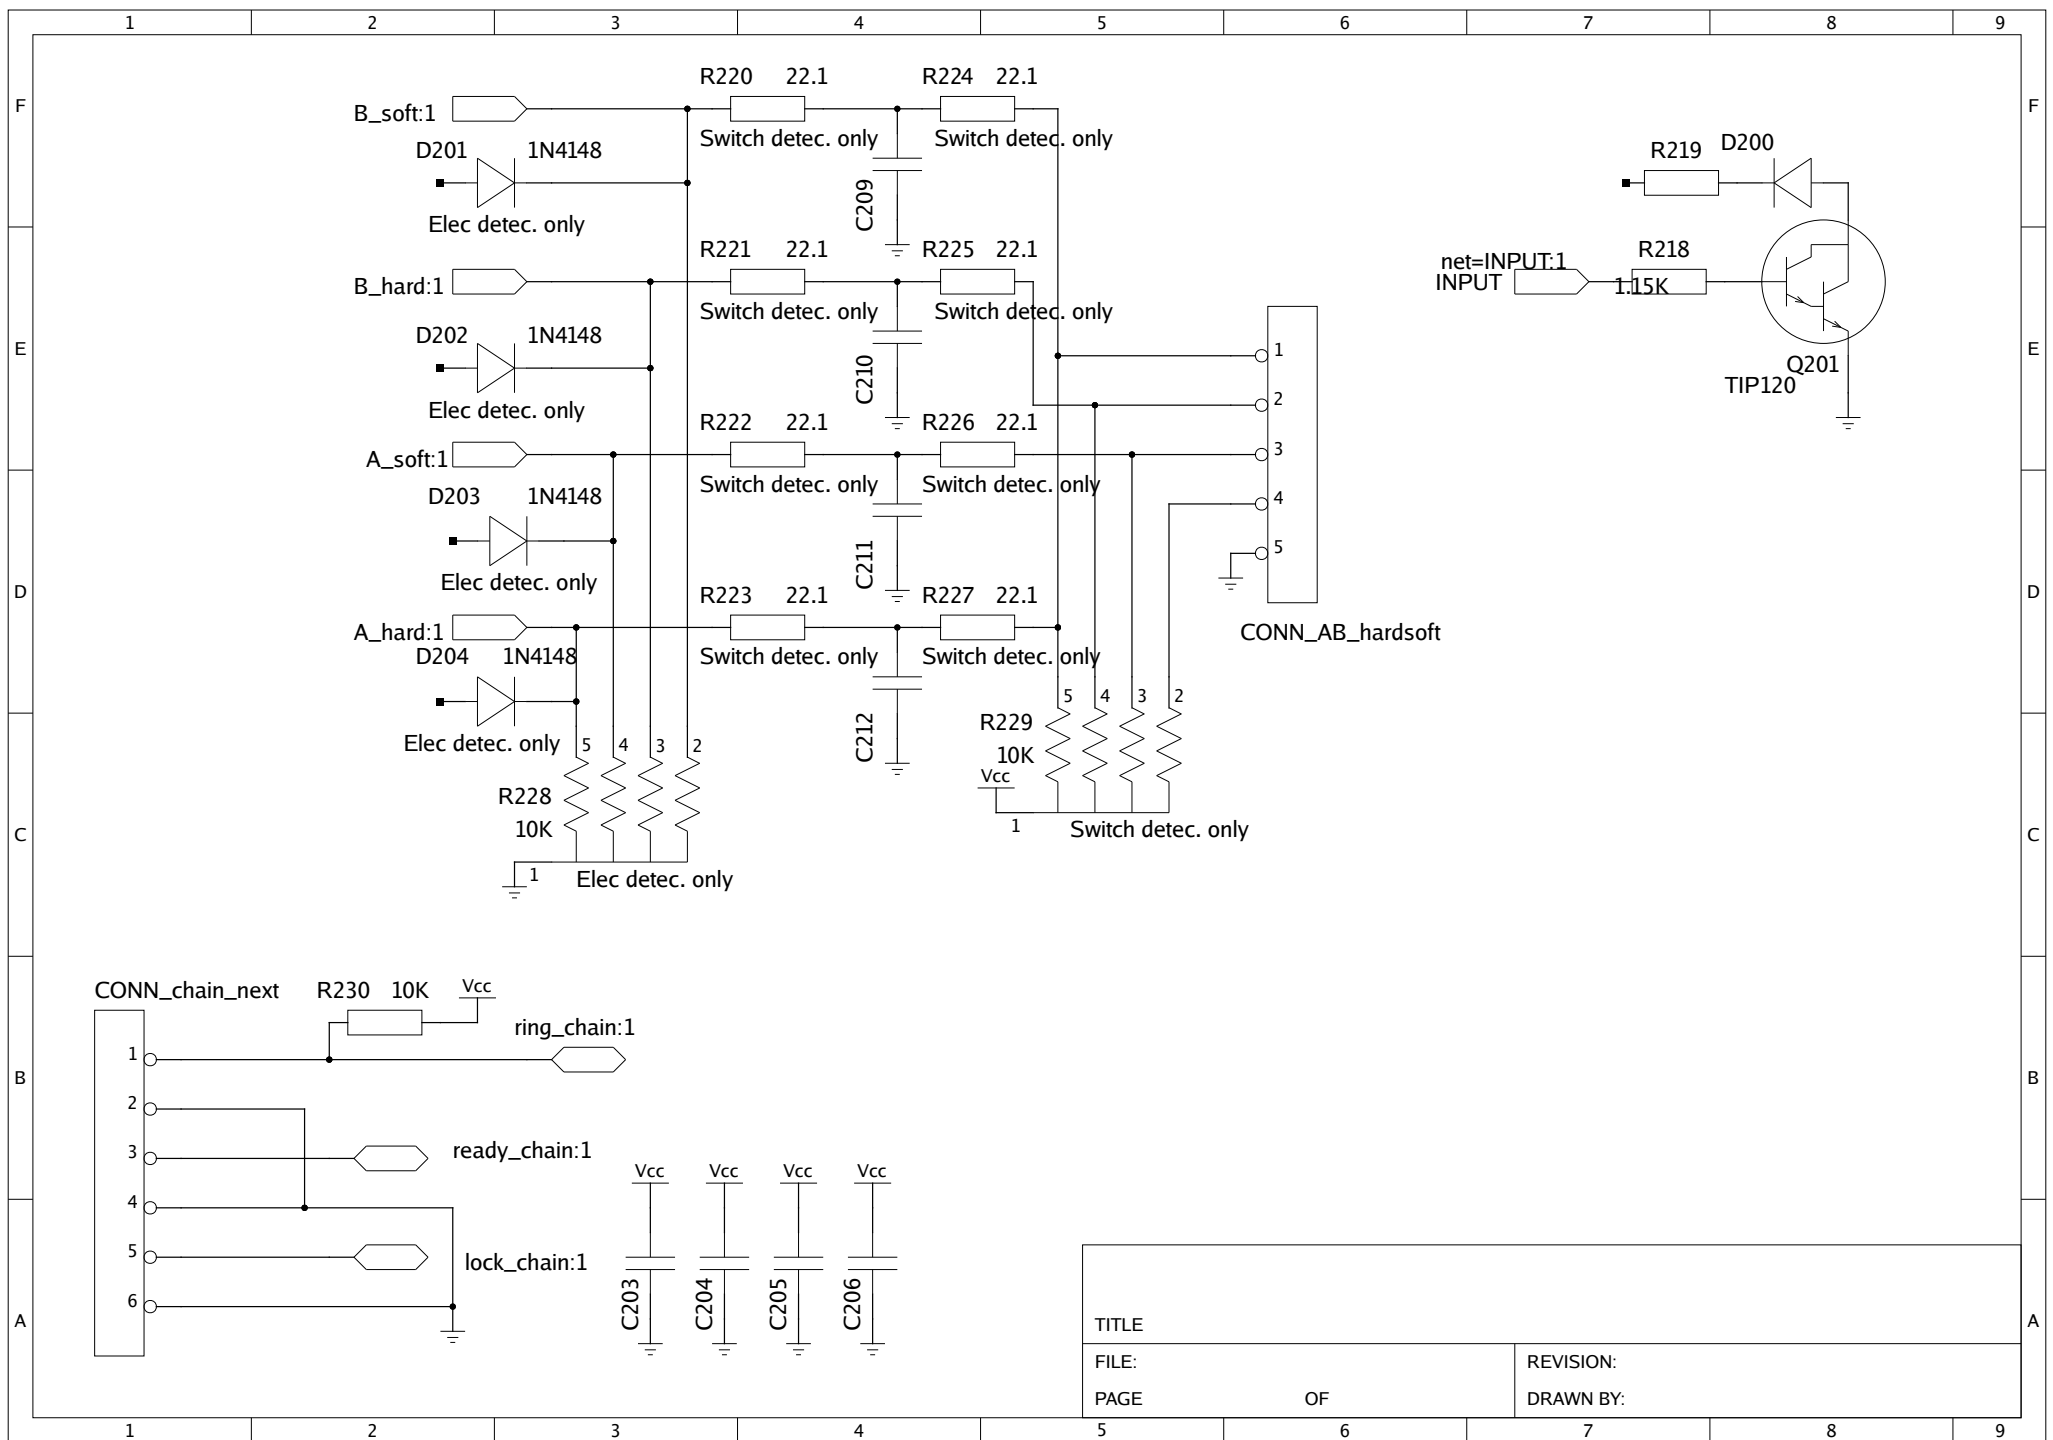 1 2 3 4 5 6 7 8 9
R220 22.1 R224 22.1
F B_soft:1 F
Switch detec. only Switch detec. only
D201 1N4148 R219 D200
C209
Elec detec. only
R221 22.1 R225 22.1 R218
net=INPUT:1
B_hard:1 INPUT 1.15K
Switch detec. only Switch detec. only
D202 1N4148
E 1 E
C210 Q201
TIP120
Elec detec. only 2
R222 22.1 R226 22.1
A_soft:1 3
Switch detec. only Switch detec. only
D203 1N4148 4
C211 5
Elec detec. only
D R223 22.1 R227 22.1 D
A_hard:1 CONN_AB_hardsoft
D204 1N4148 Switch detec. only Switch detec. only
5 4 3 2
R229
C212
Elec detec. only 5 4 3 2
10K
Vcc
R228
10K 1 Switch detec. only
C C
1 Elec detec. only
CONN_chain_next R230 10K Vcc
ring_chain:1
1
B B
2
3 ready_chain:1
Vcc Vcc Vcc Vcc
4
5 lock_chain:1
6 C203 C204 C205 C206
A TITLE A
FILE: REVISION:
PAGE OF DRAWN BY:
1 2 3 4 5 6 7 8 9